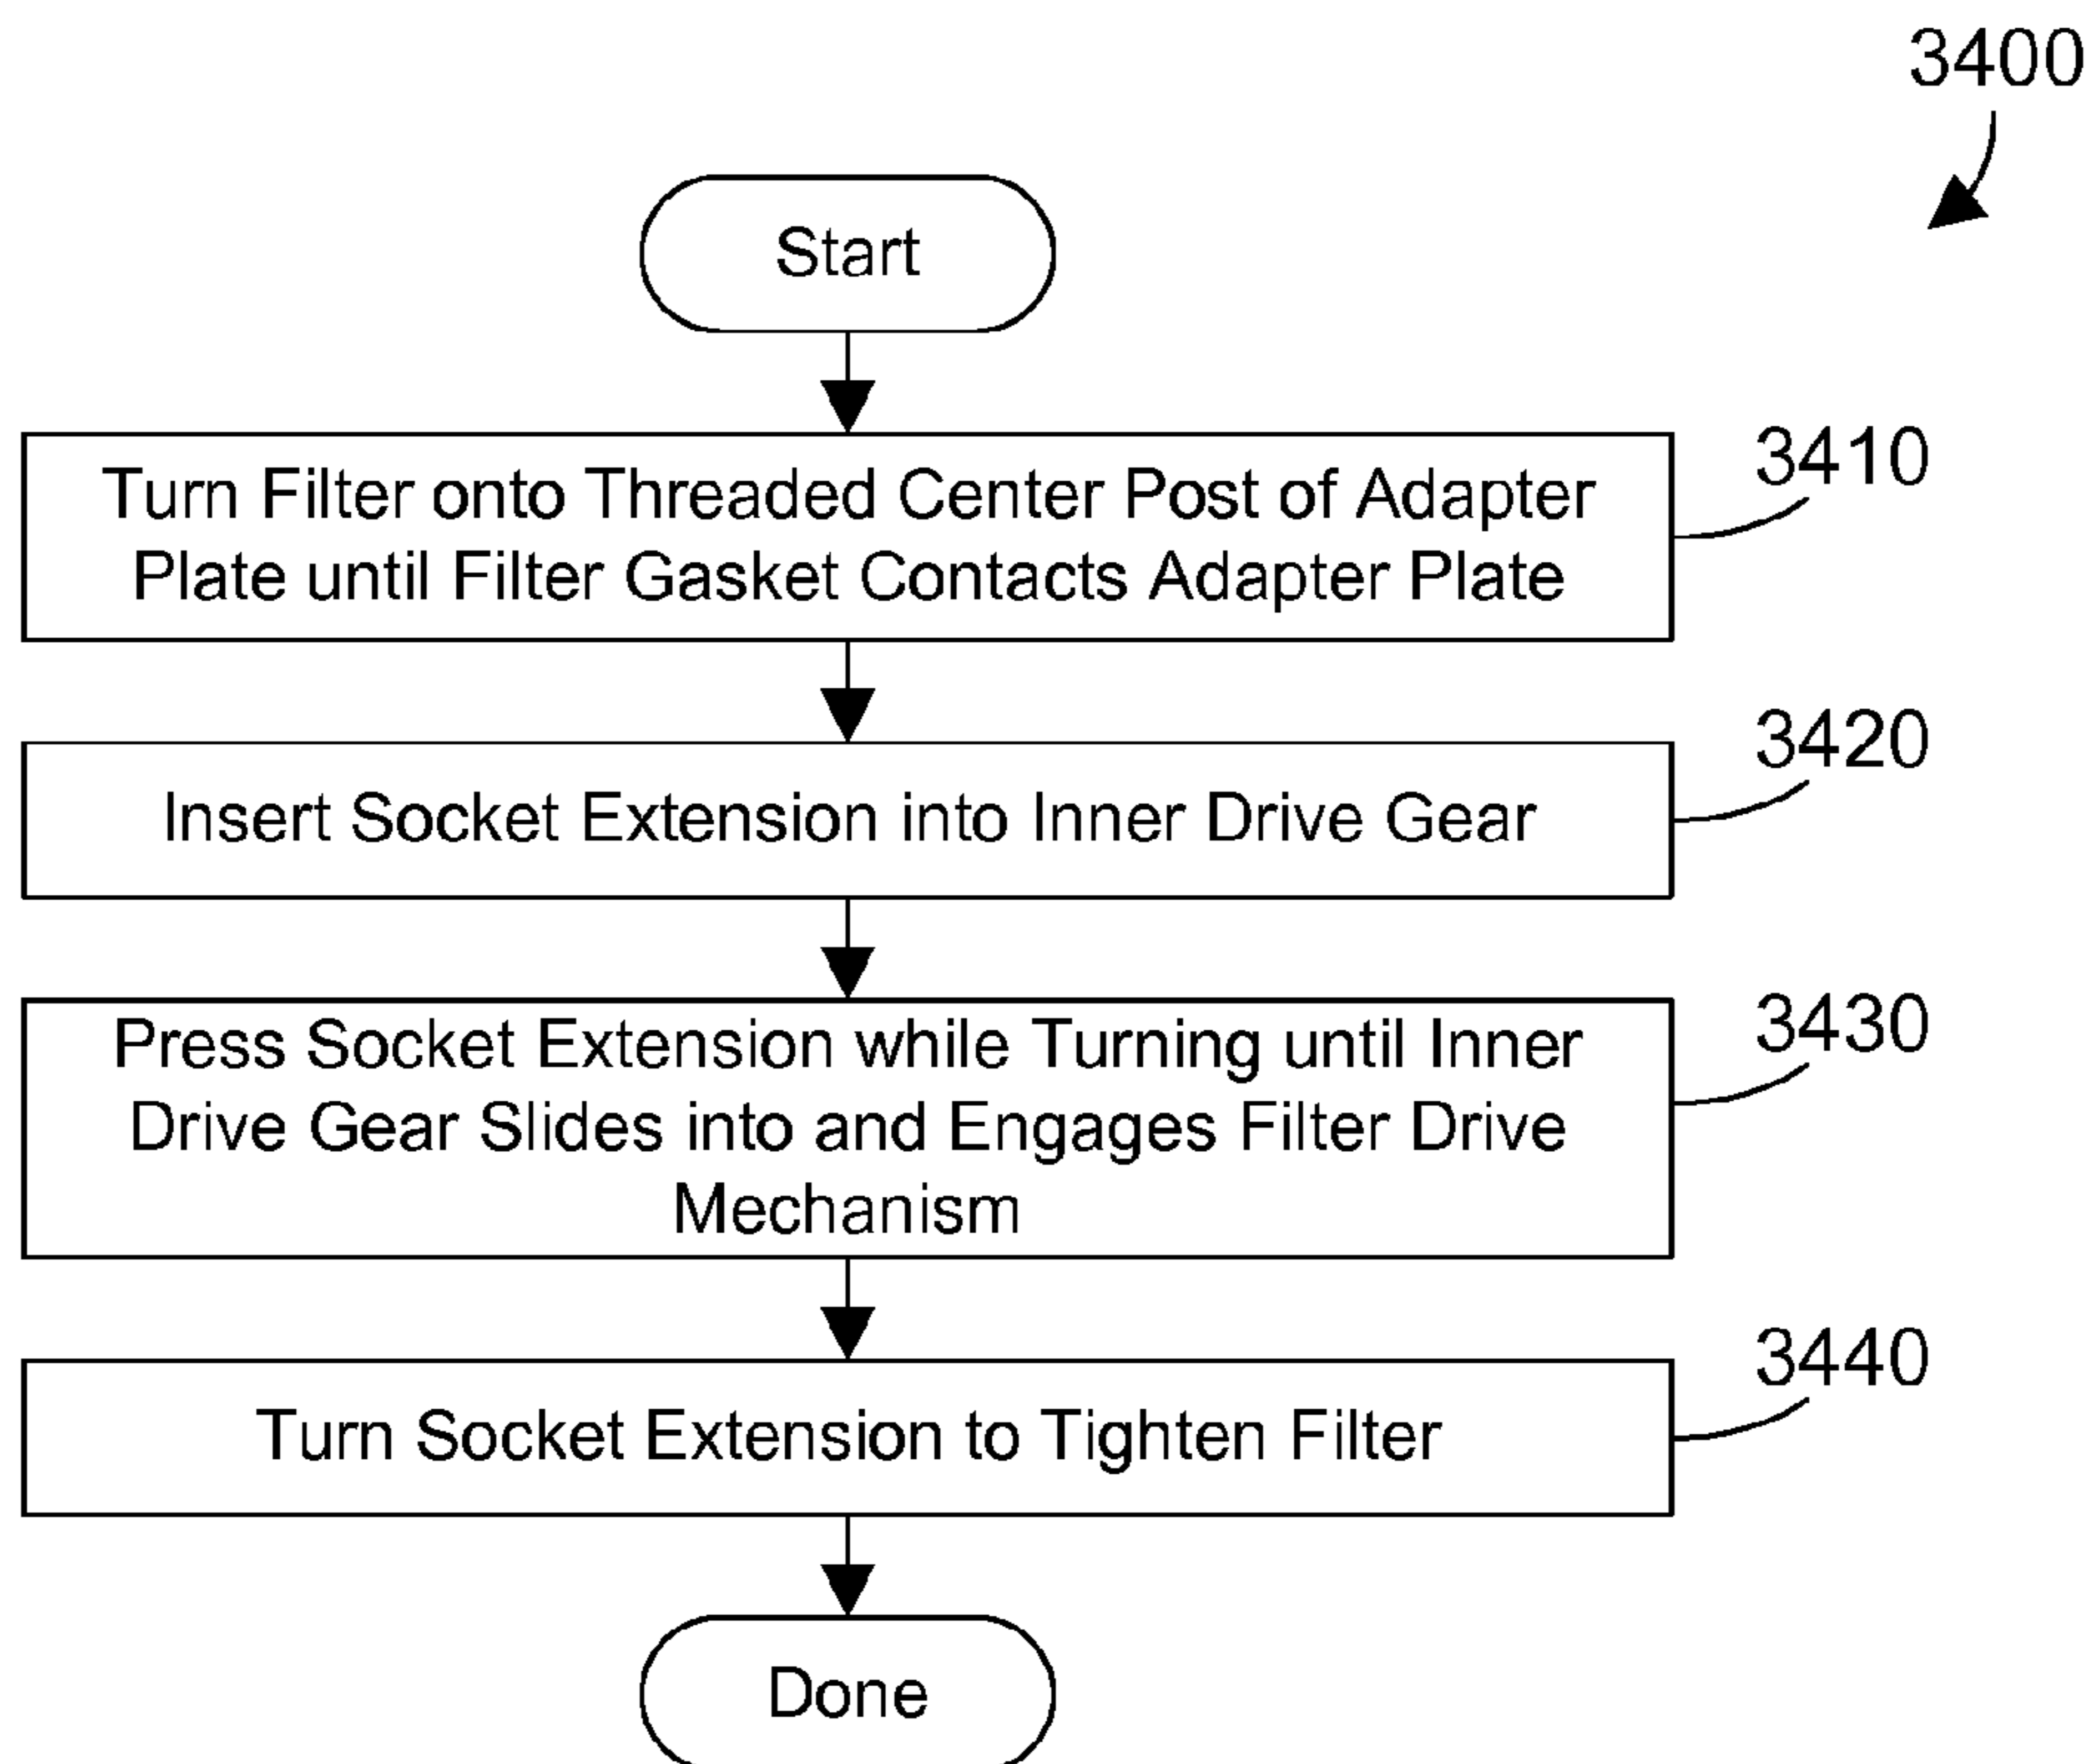 3400
Start
Turn Filter onto Threaded Center Post of Adapter
Plate until Filter Gasket Contacts Adapter Plate
3410
Insert Socket Extension into Inner Drive Gear
3420
Press Socket Extension while Turning until Inner
Drive Gear Slides into and Engages Filter Drive
Mechanism
3430
Turn Socket Extension to Tighten Filter
3440
Done